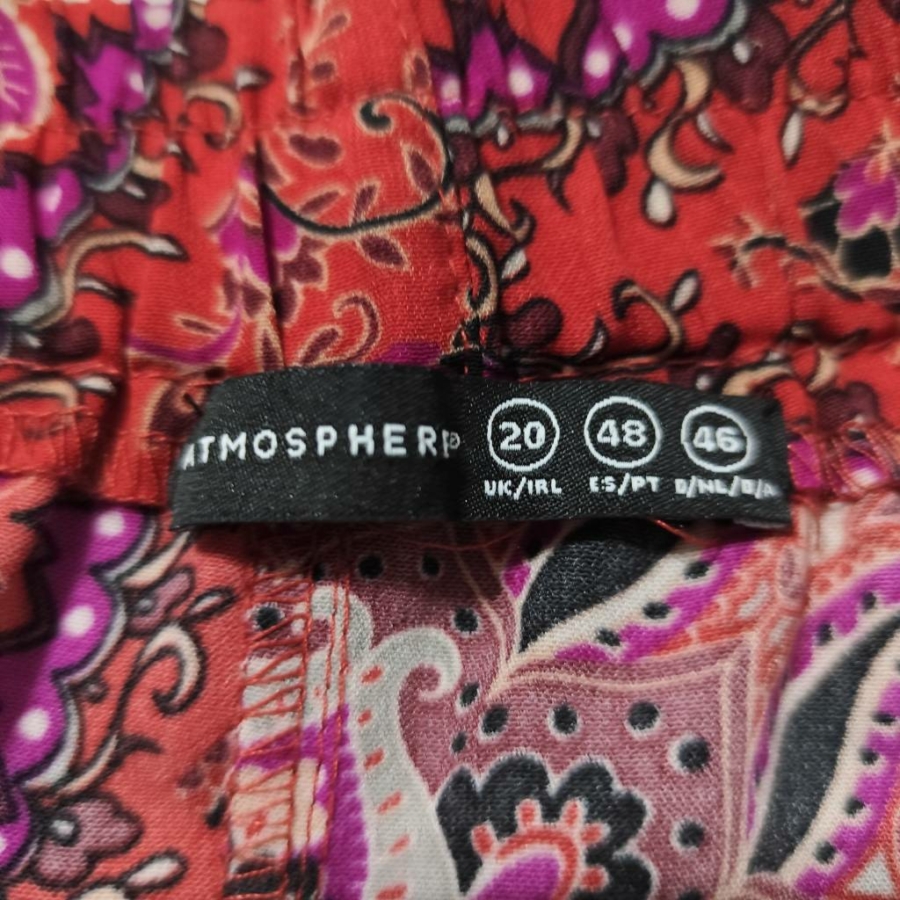 ATMOSPHERE
20 48 46
UK/IRL ES/PT D/NL/B/A